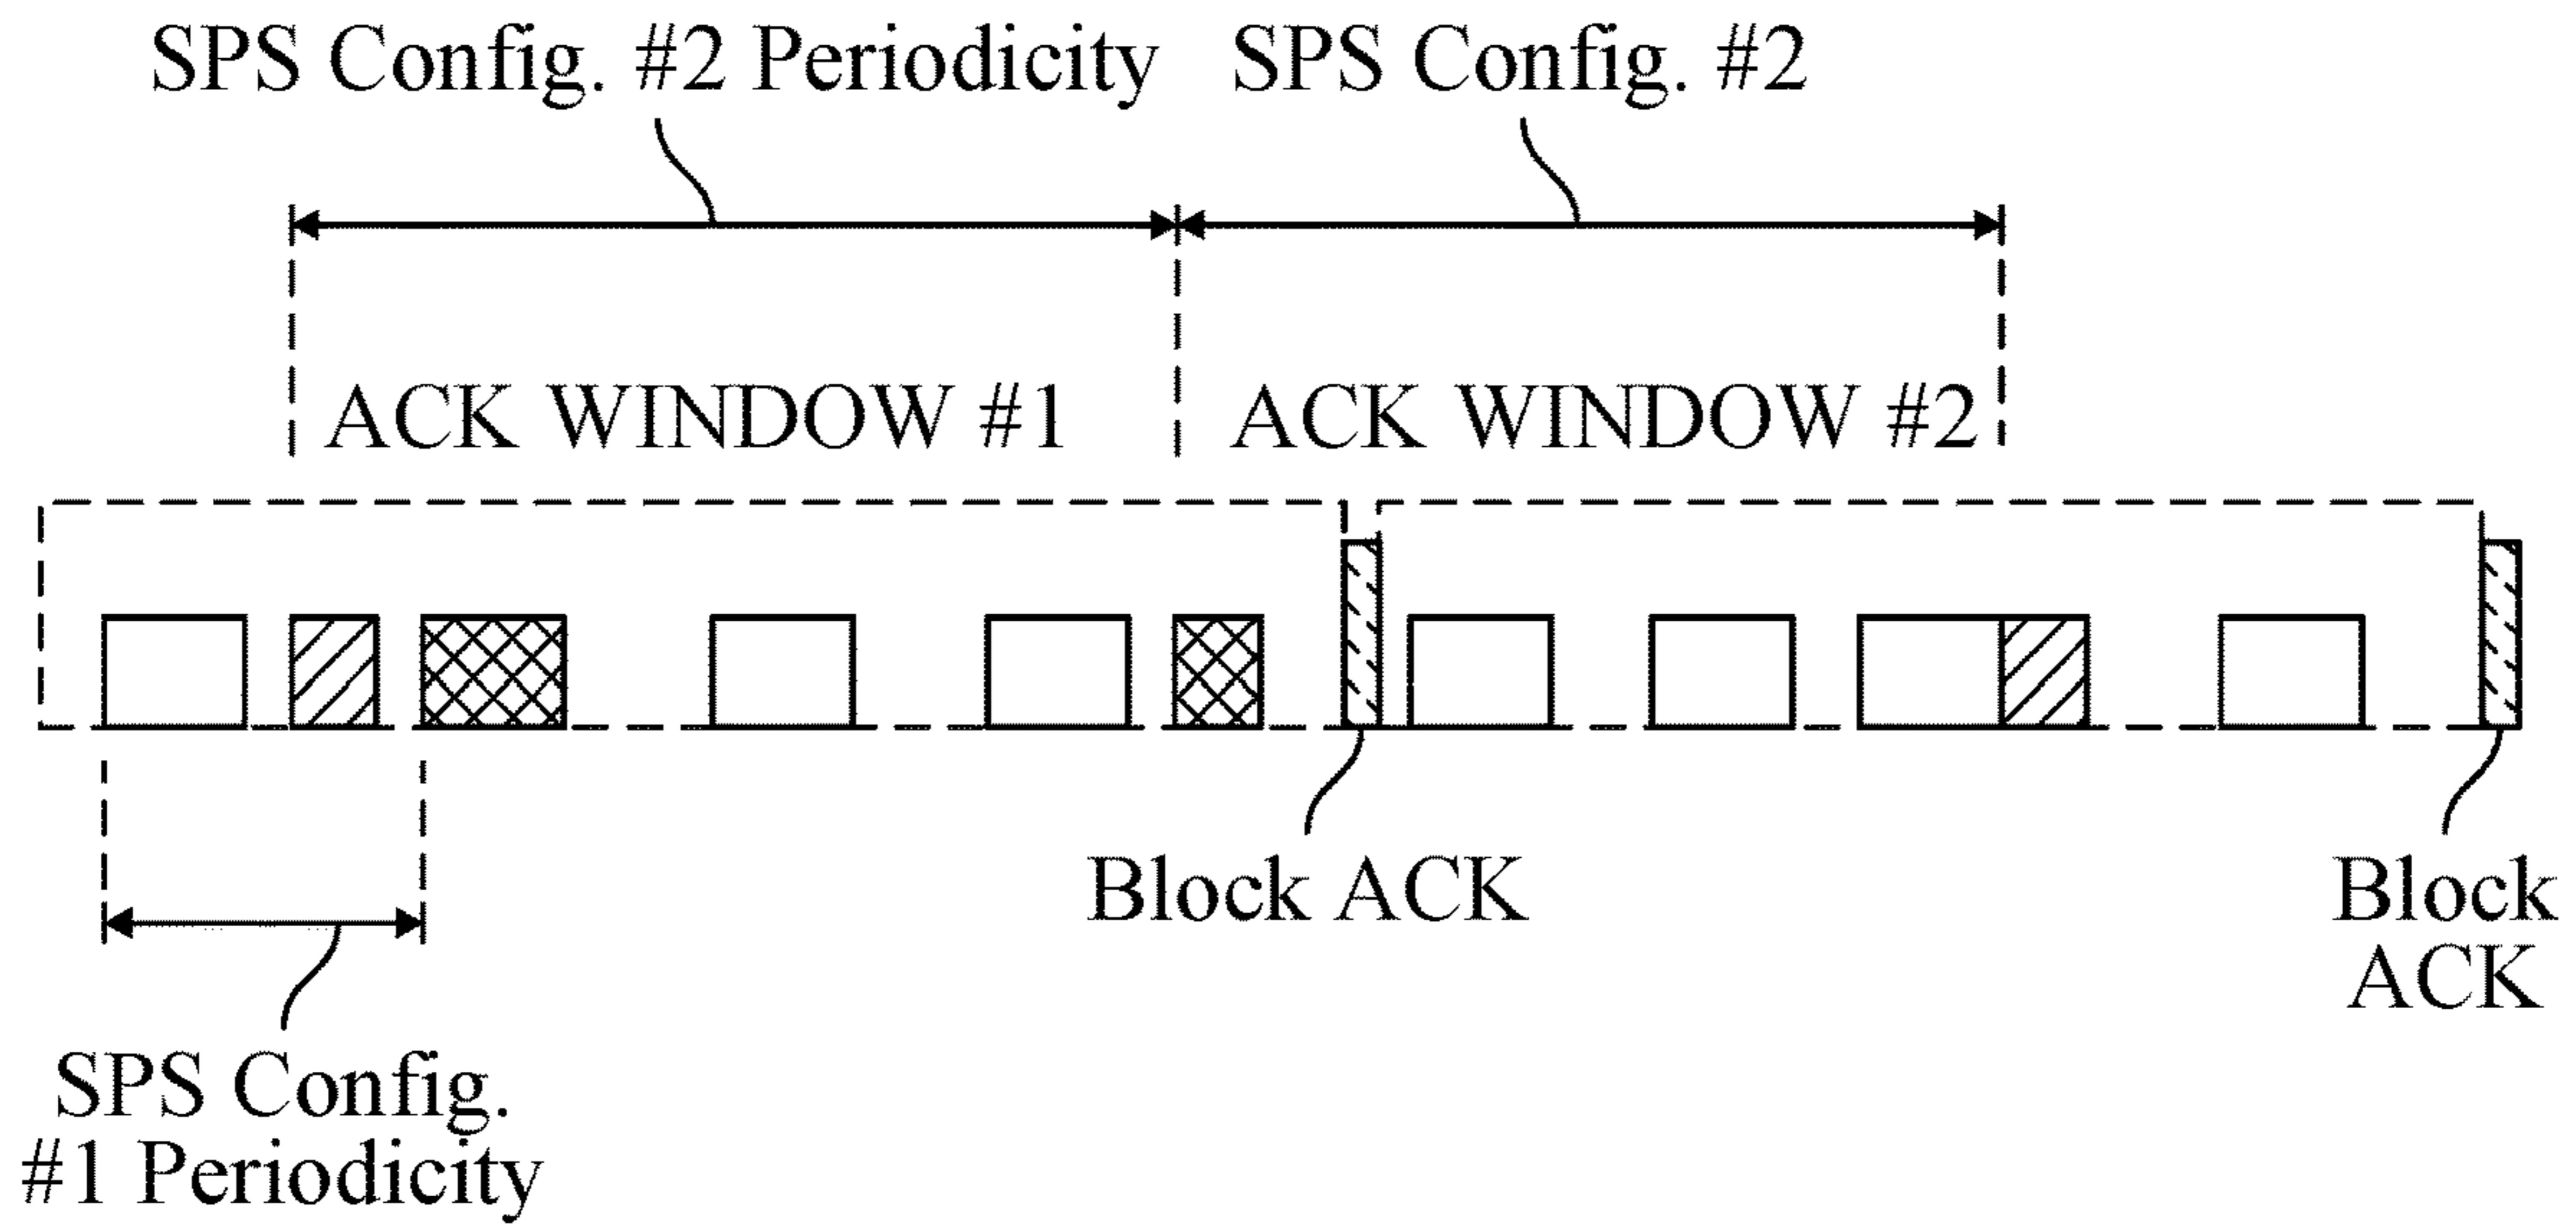 SPS Config. #2 Periodicity
SPS Config. #2
ACK WINDOW #1
ACK WINDOW #2
Block ACK
Block
ACK
SPS Config.
#1 Periodicity